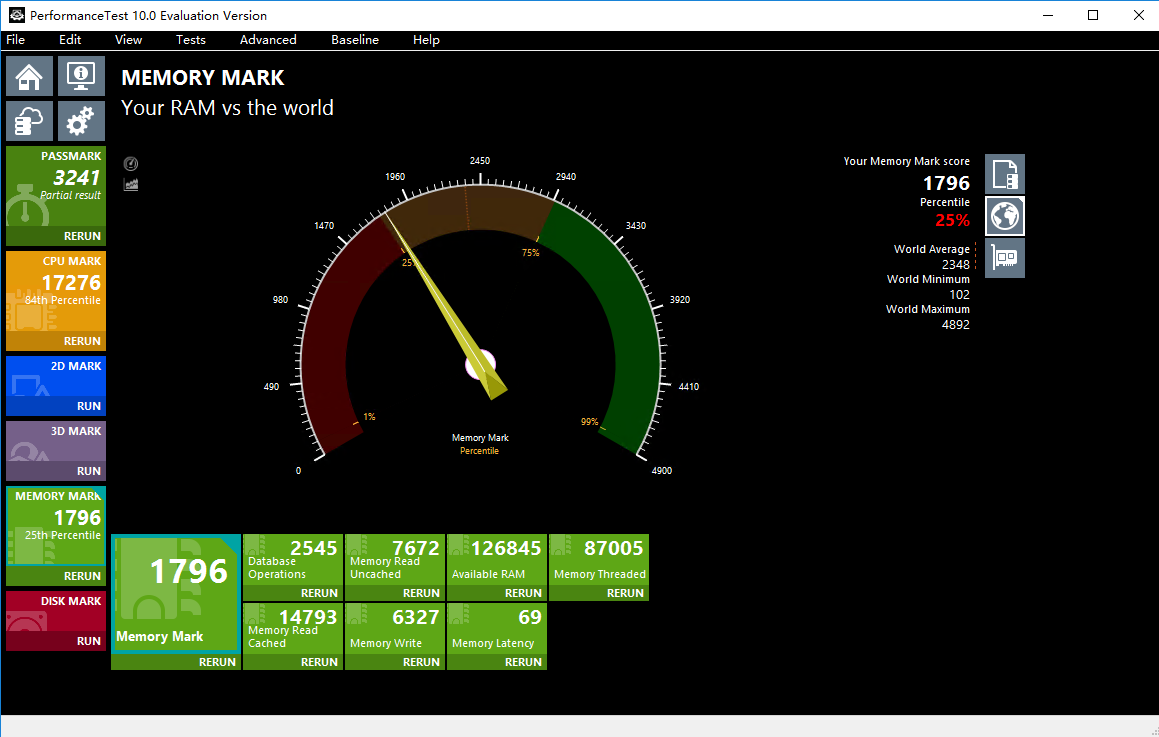 PerformanceTest 10.0 Evaluation Version
File Edit View Tests Advanced Baseline Help
MEMORY MARK
Your RAM vs the world
PASSMARK
3241
Partial result
RERUN
CPU MARK
17276
84th Percentile
RERUN
2D MARK
RUN
3D MARK
RUN
MEMORY MARK
1796
25th Percentile
RERUN
DISK MARK
RUN
0
490
980
1470
1960
2450
2940
3430
3920
4410
4900
1%
25%
75%
99%
Memory Mark
Percentile
Your Memory Mark score
1796
Percentile
25%
World Average
2348
World Minimum
102
World Maximum
4892
1796
Memory Mark
RERUN
2545
Database
Operations
RERUN
7672
Memory Read
Uncached
RERUN
126845
Available RAM
RERUN
87005
Memory Threaded
RERUN
14793
Memory Read
Cached
RERUN
6327
Memory Write
RERUN
69
Memory Latency
RERUN